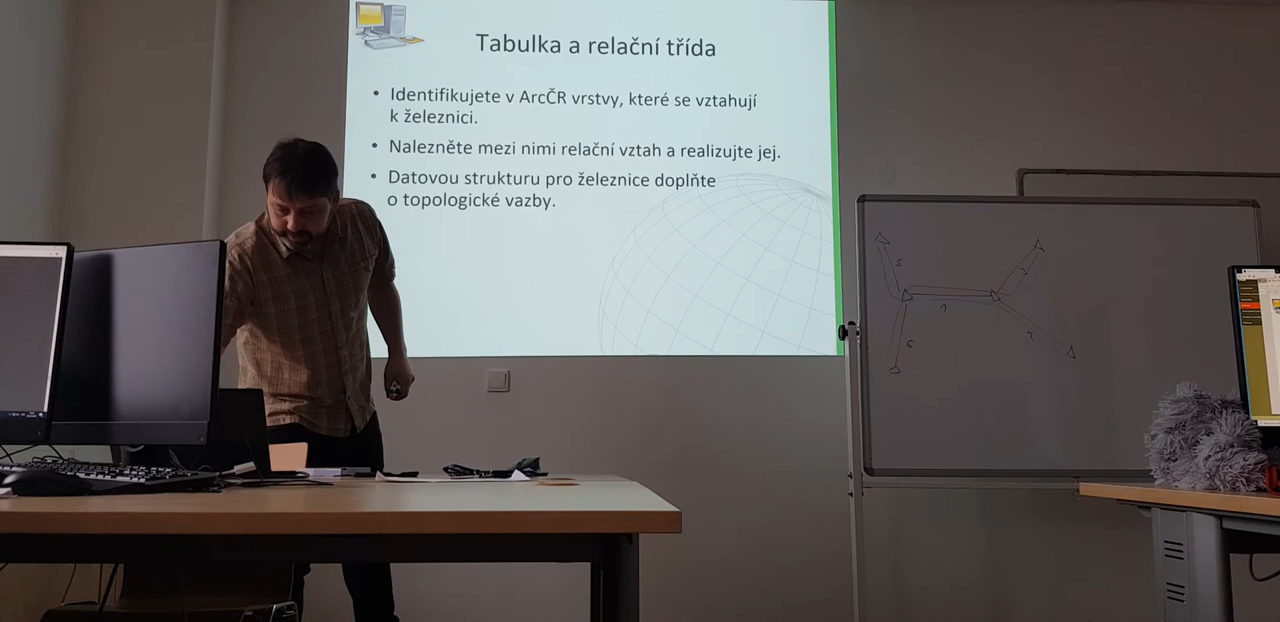 Tabulka a relační třída
• Identifikujete v ArcČR vrstvy, které se vztahují
k železnici.
• Nalezněte mezi nimi relační vztah a realizujte jej.
• Datovou strukturu pro železnice doplňte
o topologické vazby.